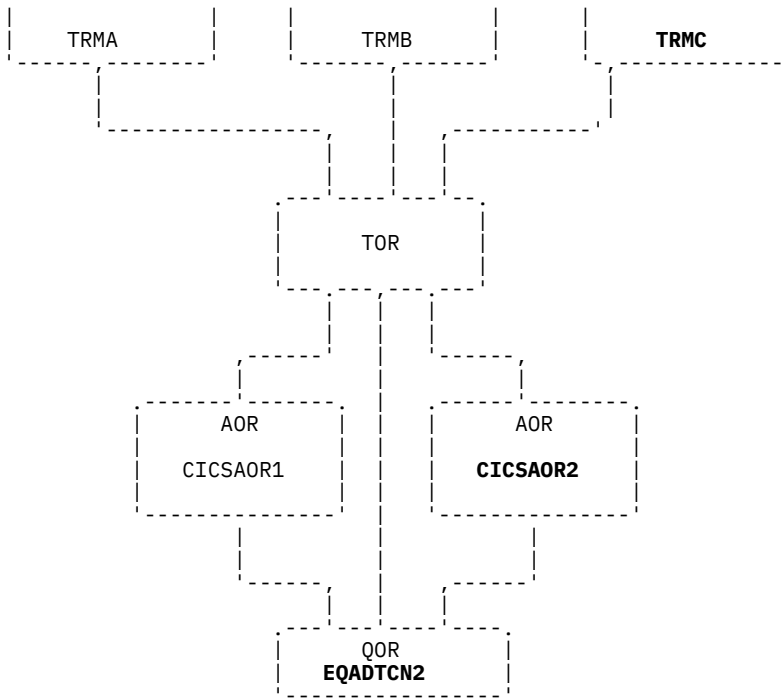 TRMA TRMB TRMC
TOR
AOR AOR
CICSAOR1 CICSAOR2
QOR
EQADTCN2